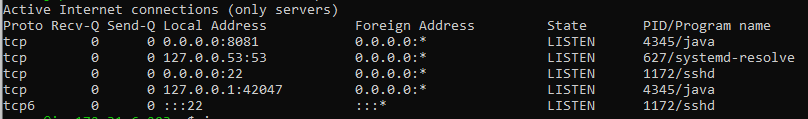 Active Internet connections (only servers)
Proto Recv-Q Send-Q Local Address           Foreign Address         State       PID/Program name
tcp        0      0 0.0.0.0:8081            0.0.0.0:*               LISTEN      4345/java
tcp        0      0 127.0.0.53:53           0.0.0.0:*               LISTEN      627/systemd-resolve
tcp        0      0 0.0.0.0:22              0.0.0.0:*               LISTEN      1172/sshd
tcp        0      0 127.0.0.1:42047         0.0.0.0:*               LISTEN      4345/java
tcp6       0      0 :::22                   :::*                    LISTEN      1172/sshd